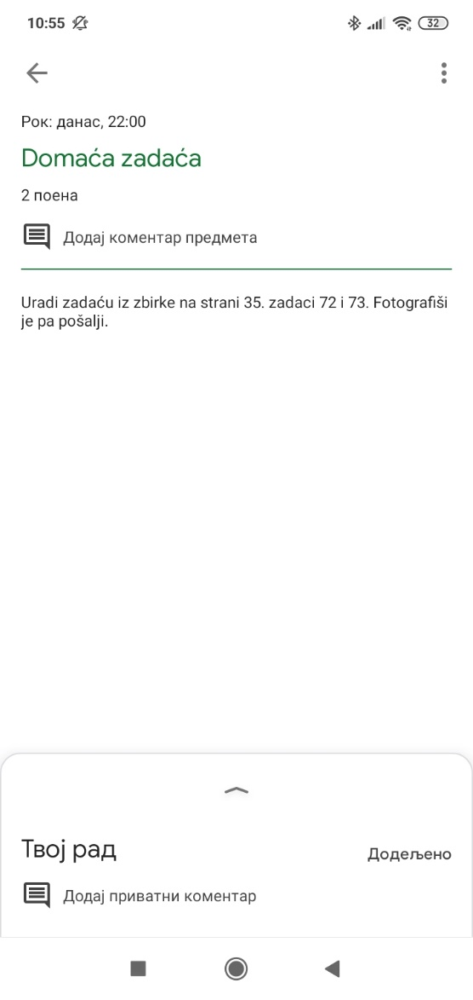 10:55
32
Рок: данас, 22:00
Domaća zadaća
2 поена
Додај коментар предмета
Uradi zadaću iz zbirke na strani 35. zadaci 72 i 73. Fotografiši
je pa pošalji.
Твој рад
Додељено
Додај приватни коментар